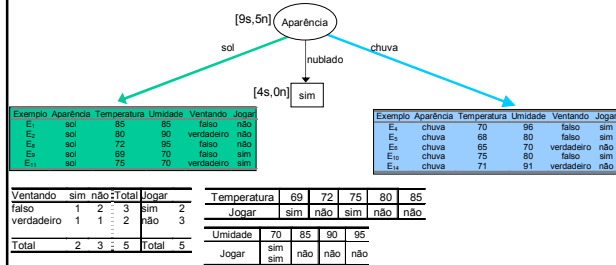 [9s,5n]
Aparência
sol
nublado
chuva
[4s,0n]
sim
Exemplo Aparência Temperatura Umidade Ventando Jogar
E1 sol 85 85 falso não
E2 sol 80 90 verdadeiro não
E8 sol 72 95 falso não
E9 sol 69 70 falso sim
E11 sol 75 70 verdadeiro sim
Exemplo Aparência Temperatura Umidade Ventando Jogar
E4 chuva 70 96 falso sim
E5 chuva 68 80 falso sim
E6 chuva 65 70 verdadeiro não
E10 chuva 75 80 falso sim
E14 chuva 71 91 verdadeiro não
Ventando sim não Total Jogar
falso 1 2 3 sim 2
verdadeiro 1 1 2 não 3
Total 2 3 5 Total 5
Temperatura 69 72 75 80 85
Jogar sim não sim não não
Umidade 70 85 90 95
Jogar sim sim não não não